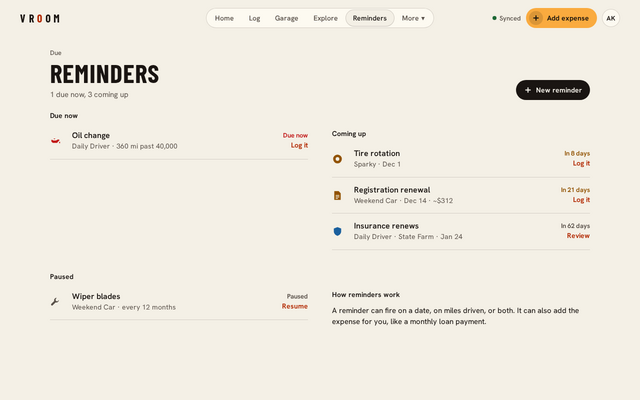 VROOM
Home
Log
Garage
Explore
Reminders
More ▾
Synced
+ Add expense
AK
Due
REMINDERS
1 due now, 3 coming up
+ New reminder
Due now
Oil change
Daily Driver · 360 mi past 40,000
Due now
Log it
Coming up
Tire rotation
Sparky · Dec 1
In 8 days
Log it
Registration renewal
Weekend Car · Dec 14 · ~$312
In 21 days
Log it
Insurance renews
Daily Driver · State Farm · Jan 24
In 62 days
Review
Paused
Wiper blades
Weekend Car · every 12 months
Paused
Resume
How reminders work
A reminder can fire on a date, on miles driven, or both. It can also add the
expense for you, like a monthly loan payment.